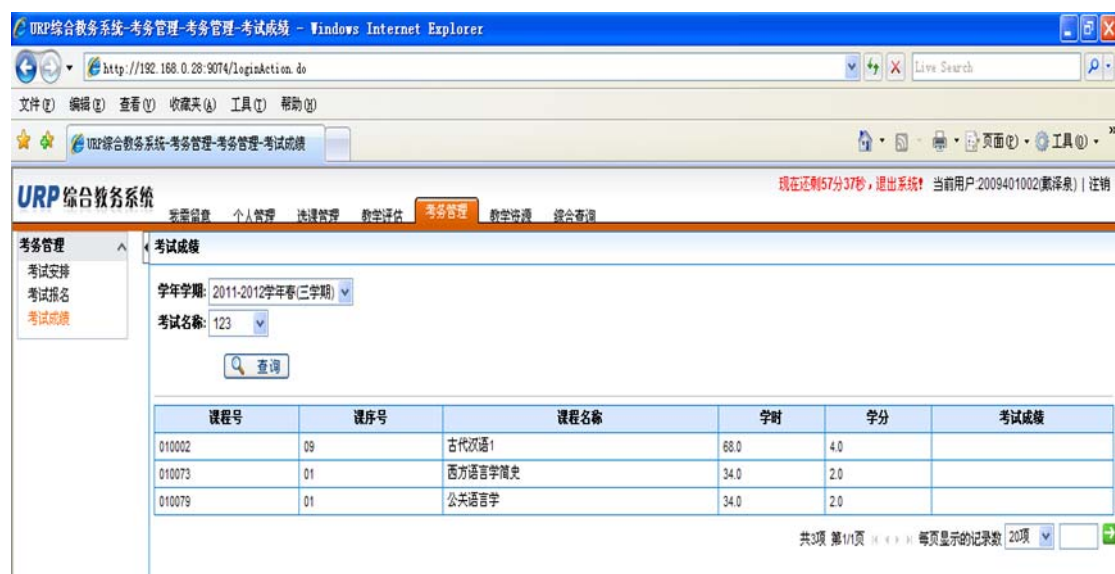 URP综合教务系统-考务管理-考务管理-考试成绩 - Windows Internet Explorer
http://192.168.0.28:9074/loginAction.do Live Search
文件(F) 编辑(E) 查看(V) 收藏夹(A) 工具(T) 帮助(H)
URP综合教务系统-考务管理-考务管理-考试成绩 页面(P) 工具(O)
现在还剩57分37秒,退出系统! 当前用户:2009401002(戴泽泉) | 注销
URP综合教务系统
我需留意 个人管理 选课管理 教学评估 考务管理 教学资源 综合查询
考务管理 考试成绩
考试安排
考试报名
考试成绩
学年学期: 2011-2012学年春(三学期)
考试名称: 123
查询
课程号 课序号 课程名称 学时 学分 考试成绩
010002 09 古代汉语1 68.0 4.0
010073 01 西方语言学简史 34.0 2.0
010079 01 公关语言学 34.0 2.0
共3项 第1/1页 每页显示的记录数 20项